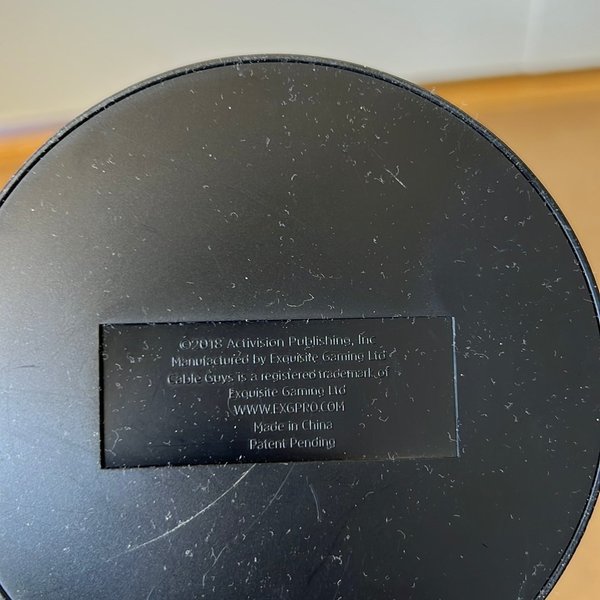 ©2018 Activision Publishing, Inc
Manufactured by Exquisite Gaming Ltd
Cable Guys is a registered trademark of
Exquisite Gaming Ltd
WWW.EXGPRO.COM
Made in China
Patent Pending